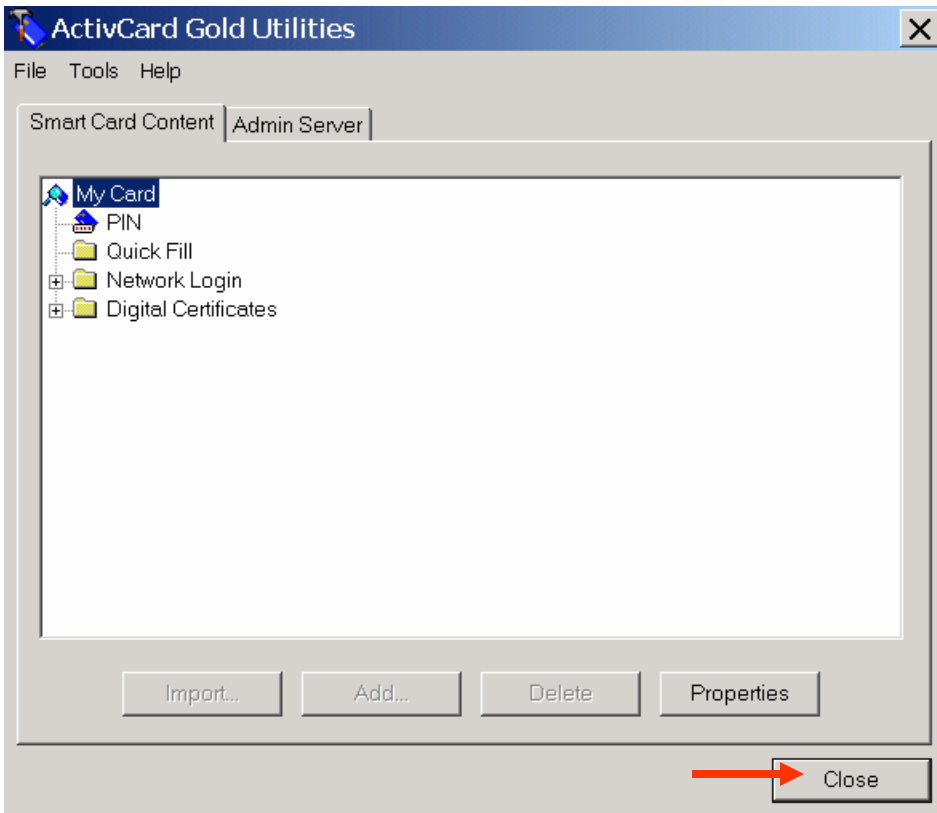 ActivCard Gold Utilities
File Tools Help
Smart Card Content Admin Server
My Card
PIN
Quick Fill
Network Login
Digital Certificates
Import... Add... Delete Properties
Close